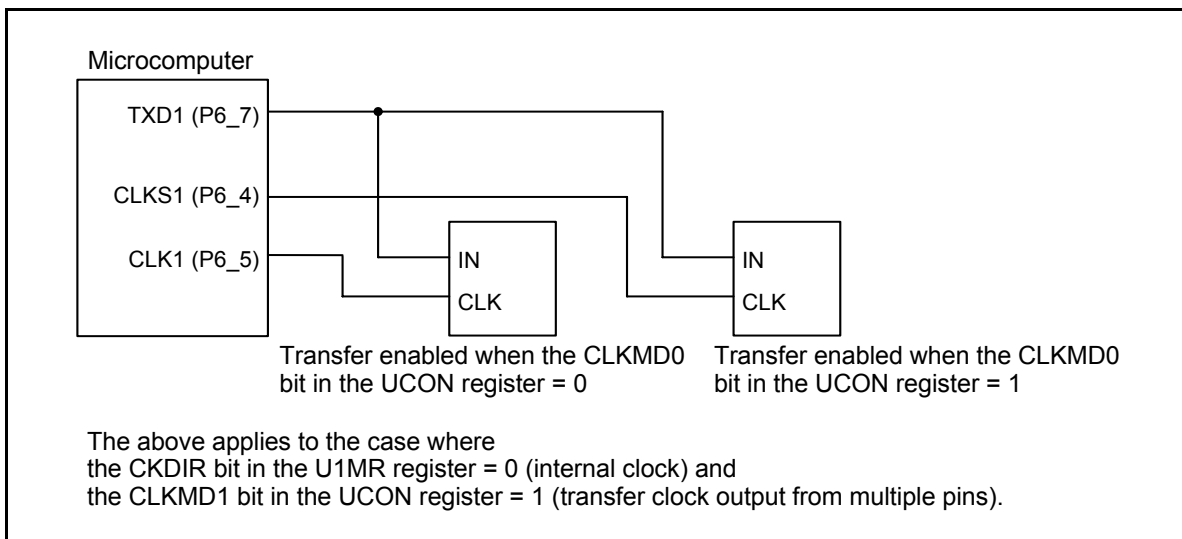 Microcomputer
TXD1 (P6_7)
CLKS1 (P6_4)
CLK1 (P6_5)
IN
CLK
IN
CLK
Transfer enabled when the CLKMD0
bit in the UCON register = 0
Transfer enabled when the CLKMD0
bit in the UCON register = 1
The above applies to the case where
the CKDIR bit in the U1MR register = 0 (internal clock) and
the CLKMD1 bit in the UCON register = 1 (transfer clock output from multiple pins).